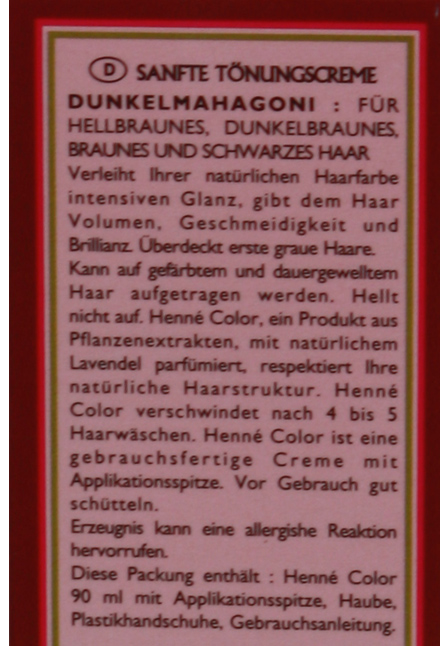 D SANFTE TÖNUNGSCREME
DUNKELMAHAGONI : FÜR
HELLBRAUNES, DUNKELBRAUNES,
BRAUNES UND SCHWARZES HAAR
Verleiht Ihrer natürlichen Haarfarbe
intensiven Glanz, gibt dem Haar
Volumen, Geschmeidigkeit und
Brillianz. Überdeckt erste graue Haare.
Kann auf gefärbtem und dauergewelltem
Haar aufgetragen werden. Hellt
nicht auf. Henné Color, ein Produkt aus
Pflanzenextrakten, mit natürlichem
Lavendel parfümiert, respektiert Ihre
natürliche Haarstruktur. Henné
Color verschwindet nach 4 bis 5
Haarwäschen. Henné Color ist eine
gebrauchsfertige Creme mit
Applikationsspitze. Vor Gebrauch gut
schütteln.
Erzeugnis kann eine allergishe Reaktion
hervorrufen.
Diese Packung enthält : Henné Color
90 ml mit Applikationsspitze, Haube,
Plastikhandschuhe, Gebrauchsanleitung.